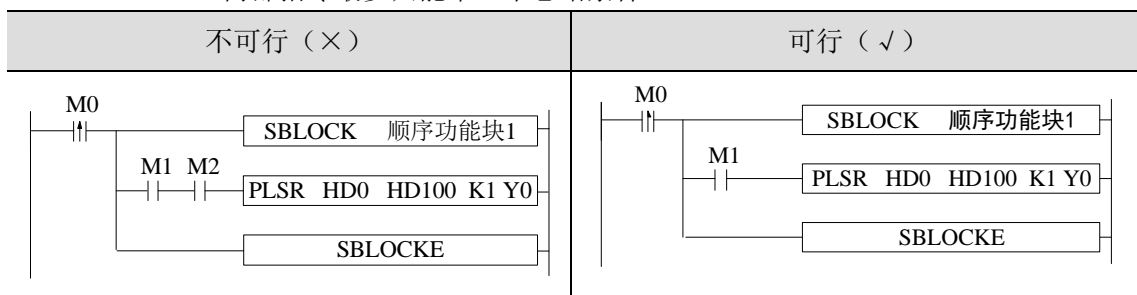 不可行（×）
可行（√）
M0
SBLOCK 顺序功能块1
M1 M2
PLSR HD0 HD100 K1 Y0
SBLOCKE
M0
SBLOCK 顺序功能块1
M1
PLSR HD0 HD100 K1 Y0
SBLOCKE